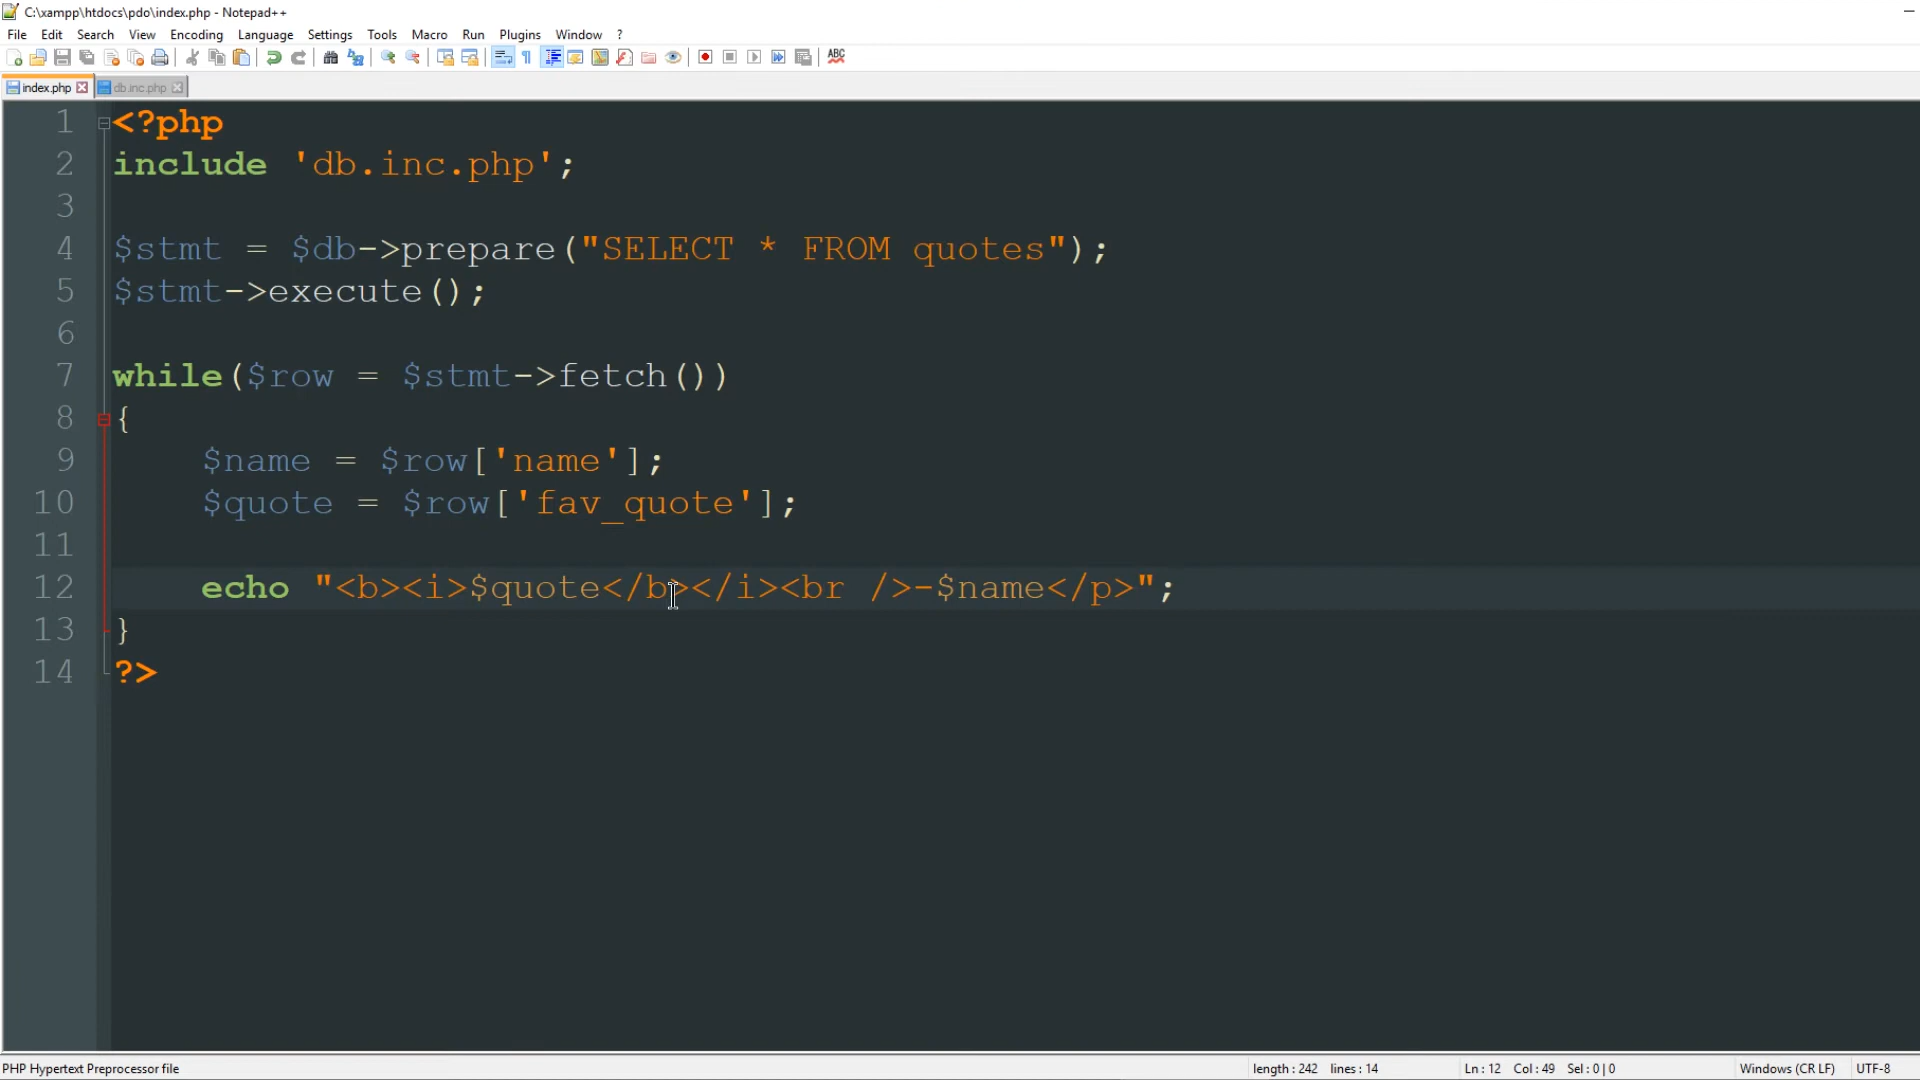 C:\xampp\htdocs\pdo\index.php - Notepad++
File Edit Search View Encoding Language Settings Tools Macro Run Plugins Window ?
ABC
index.php db.inc.php
1 <?php
2 include 'db.inc.php';
3
4 $stmt = $db->prepare("SELECT * FROM quotes");
5 $stmt->execute();
6
7 while($row = $stmt->fetch())
8 {
9 $name = $row['name'];
10 $quote = $row['fav_quote'];
11
12 echo "<b><i>$quote</b></i><br />-$name</p>";
13 }
14 ?>
PHP Hypertext Preprocessor file length : 242 lines : 14 Ln : 12 Col : 49 Sel : 0 | 0 Windows (CR LF) UTF-8